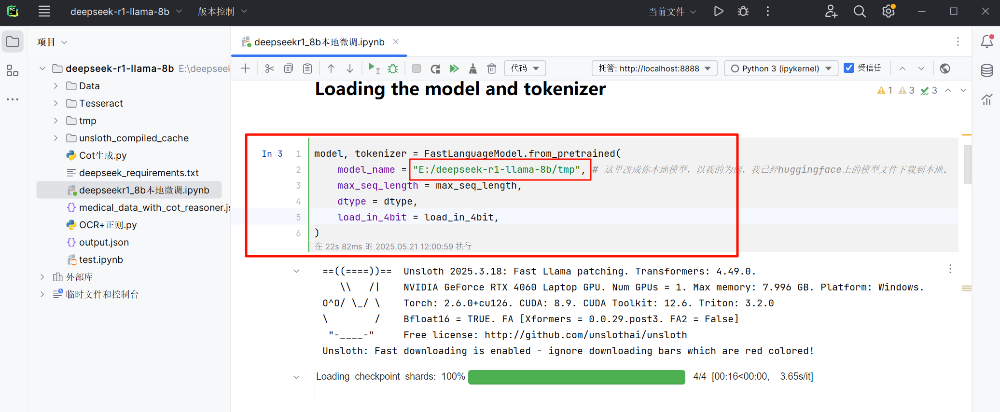 PC deepseek-r1-llama-8b 版本控制 当前文件
项目
deepseek-r1-llama-8b E:\deepseek
Data
Tesseract
tmp
unsloth_compiled_cache
Cot生成.py
deepseek_requirements.txt
deepseekr1_8b本地微调.ipynb
medical_data_with_cot_reasoner.js
OCR+正则.py
output.json
test.ipynb
外部库
临时文件和控制台
deepseekr1_8b本地微调.ipynb
代码 托管: http://localhost:8888 Python 3 (ipykernel) 受信任
Loading the model and tokenizer
1 3 3
In 3
1 model, tokenizer = FastLanguageModel.from_pretrained(
2 model_name = "E:/deepseek-r1-llama-8b/tmp", # 这里改成你本地模型，以我的为例，我已经huggingface上的模型文件下载到本地。
3 max_seq_length = max_seq_length,
4 dtype = dtype,
5 load_in_4bit = load_in_4bit,
6 )
在 22s 82ms 的 2025.05.21 12:00:59 执行
==((====))== Unsloth 2025.3.18: Fast Llama patching. Transformers: 4.49.0.
\\ /| NVIDIA GeForce RTX 4060 Laptop GPU. Num GPUs = 1. Max memory: 7.996 GB. Platform: Windows.
O^O/ \_/ \ Torch: 2.6.0+cu126. CUDA: 8.9. CUDA Toolkit: 12.6. Triton: 3.2.0
\ / Bfloat16 = TRUE. FA [Xformers = 0.0.29.post3. FA2 = False]
"-____-" Free license: http://github.com/unslothai/unsloth
Unsloth: Fast downloading is enabled - ignore downloading bars which are red colored!
Loading checkpoint shards: 100% 4/4 [00:16<00:00, 3.65s/it]